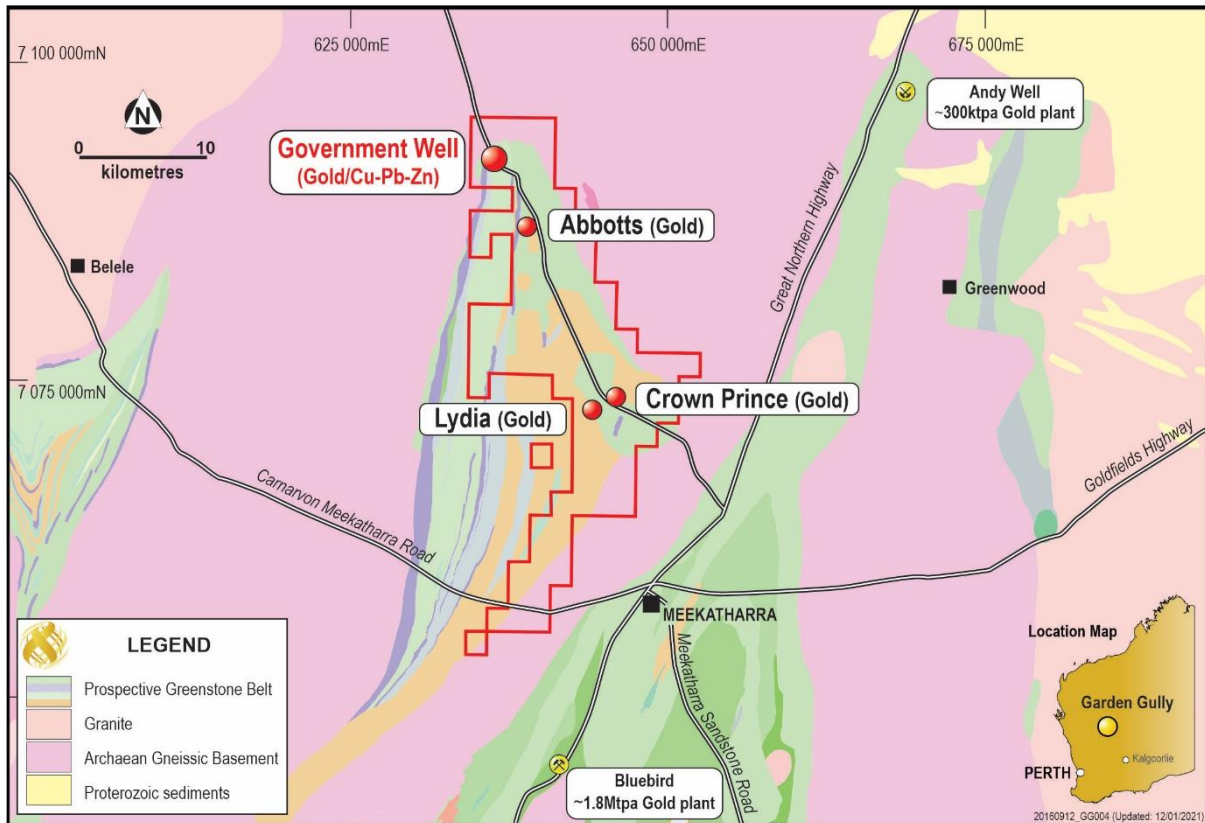 625 000mE
650 000mE
675 000mE
7 100 000mN
N
0 10
kilometres
Government Well
(Gold/Cu-Pb-Zn)
Andy Well
~300ktpa Gold plant
Abbotts (Gold)
Great Northern Highway
Belele
Greenwood
7 075 000mN
Lydia (Gold)
Crown Prince (Gold)
Carnarvon Meekatharra Road
Goldfields Highway
MEEKATHARRA
Meekatharra Sandstone Road
Bluebird
~1.8Mtpa Gold plant
LEGEND
Prospective Greenstone Belt
Granite
Archaean Gneissic Basement
Proterozoic sediments
Location Map
Garden Gully
Kalgoorlie
PERTH
20160912_GG004 (Updated: 12/01/2021)